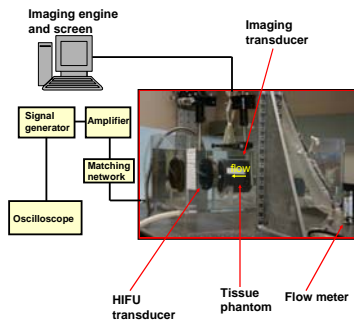 Imaging engine
and screen
Imaging
transducer
Signal
generator
Amplifier
flow
Matching
network
Oscilloscope
HIFU
transducer
Tissue
phantom
Flow meter